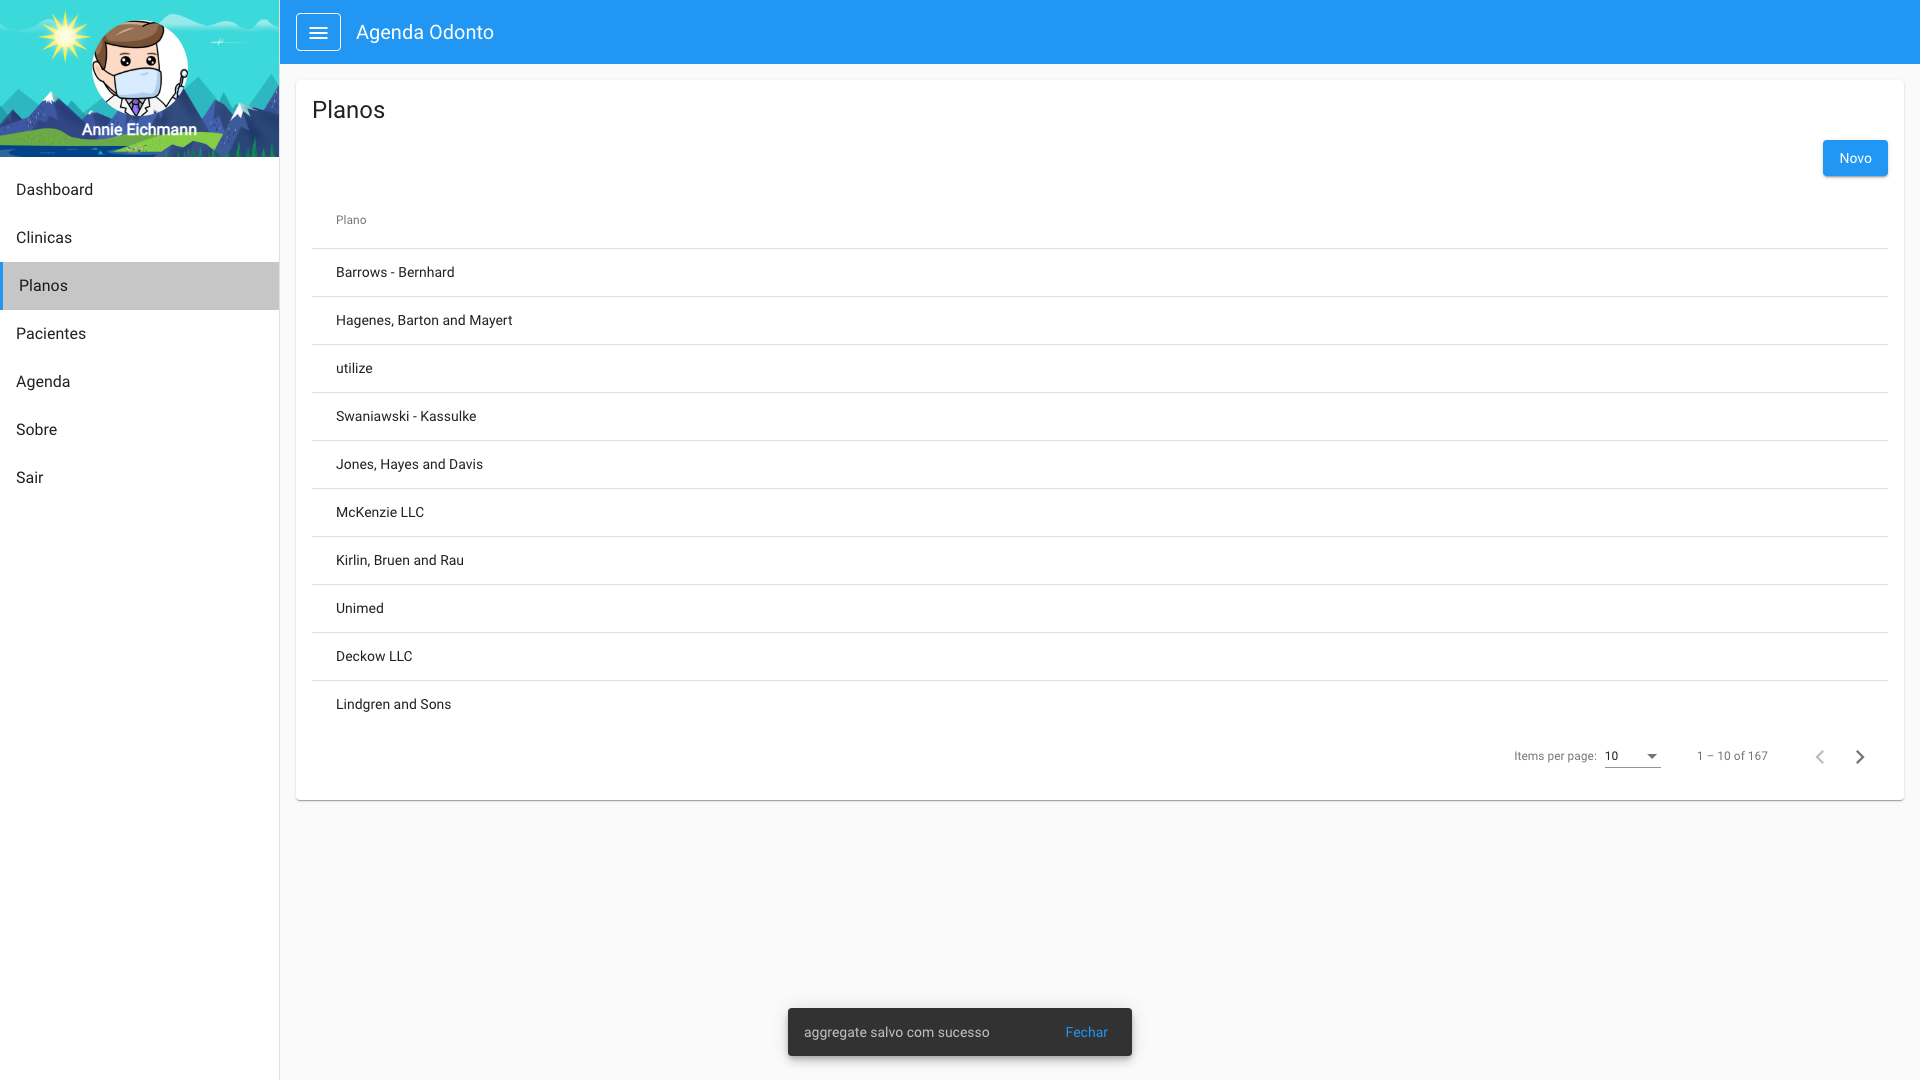 Annie Eichmann
Dashboard
Clinicas
Planos
Pacientes
Agenda
Sobre
Sair
Agenda Odonto
Planos
Novo
Plano
Barrows - Bernhard
Hagenes, Barton and Mayert
utilize
Swaniawski - Kassulke
Jones, Hayes and Davis
McKenzie LLC
Kirlin, Bruen and Rau
Unimed
Deckow LLC
Lindgren and Sons
Items per page: 10 1 – 10 of 167
aggregate salvo com sucesso Fechar